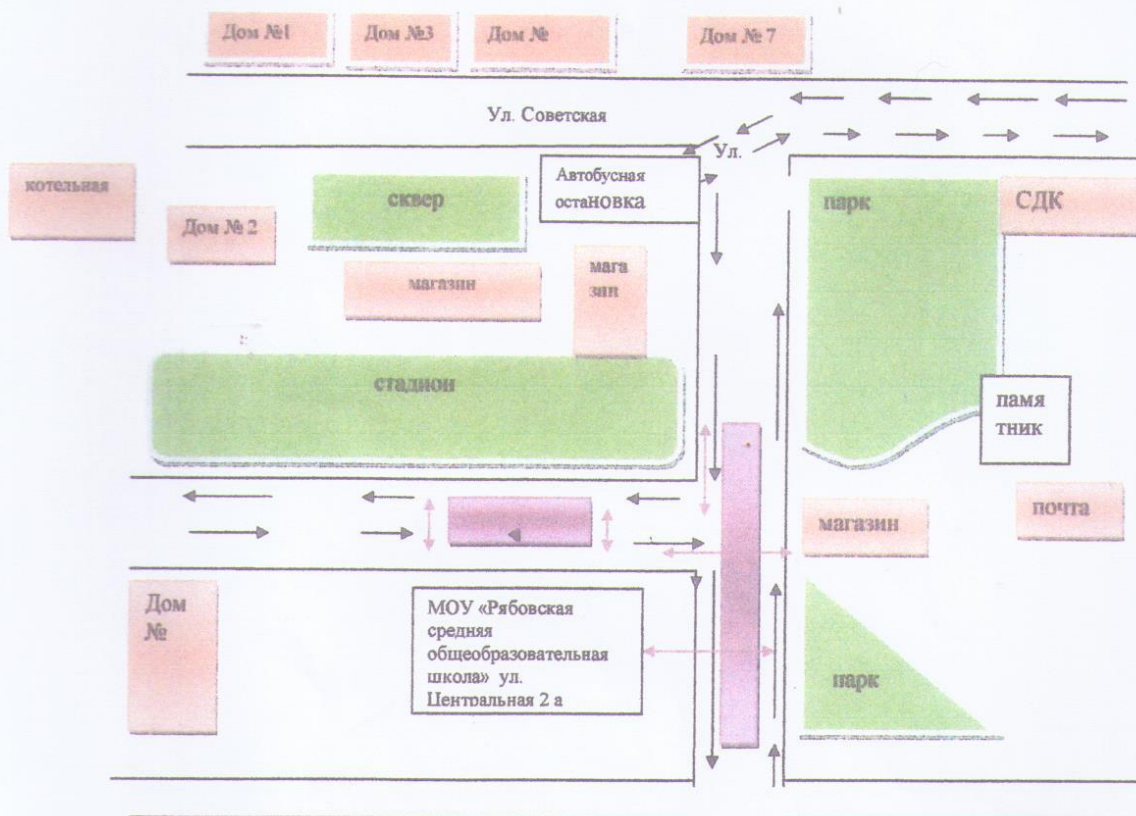 Дом №1
Дом №3
Дом №
Дом № 7
Ул. Советская
Ул.
Автобусная
остановка
котельная
Дом № 2
сквер
магазин
мага
зин
парк
СДК
стадион
памя
тник
магазин
почта
Дом
№
МОУ «Рябовская
средняя
общеобразовательная
школа» ул.
Центральная 2 а
парк